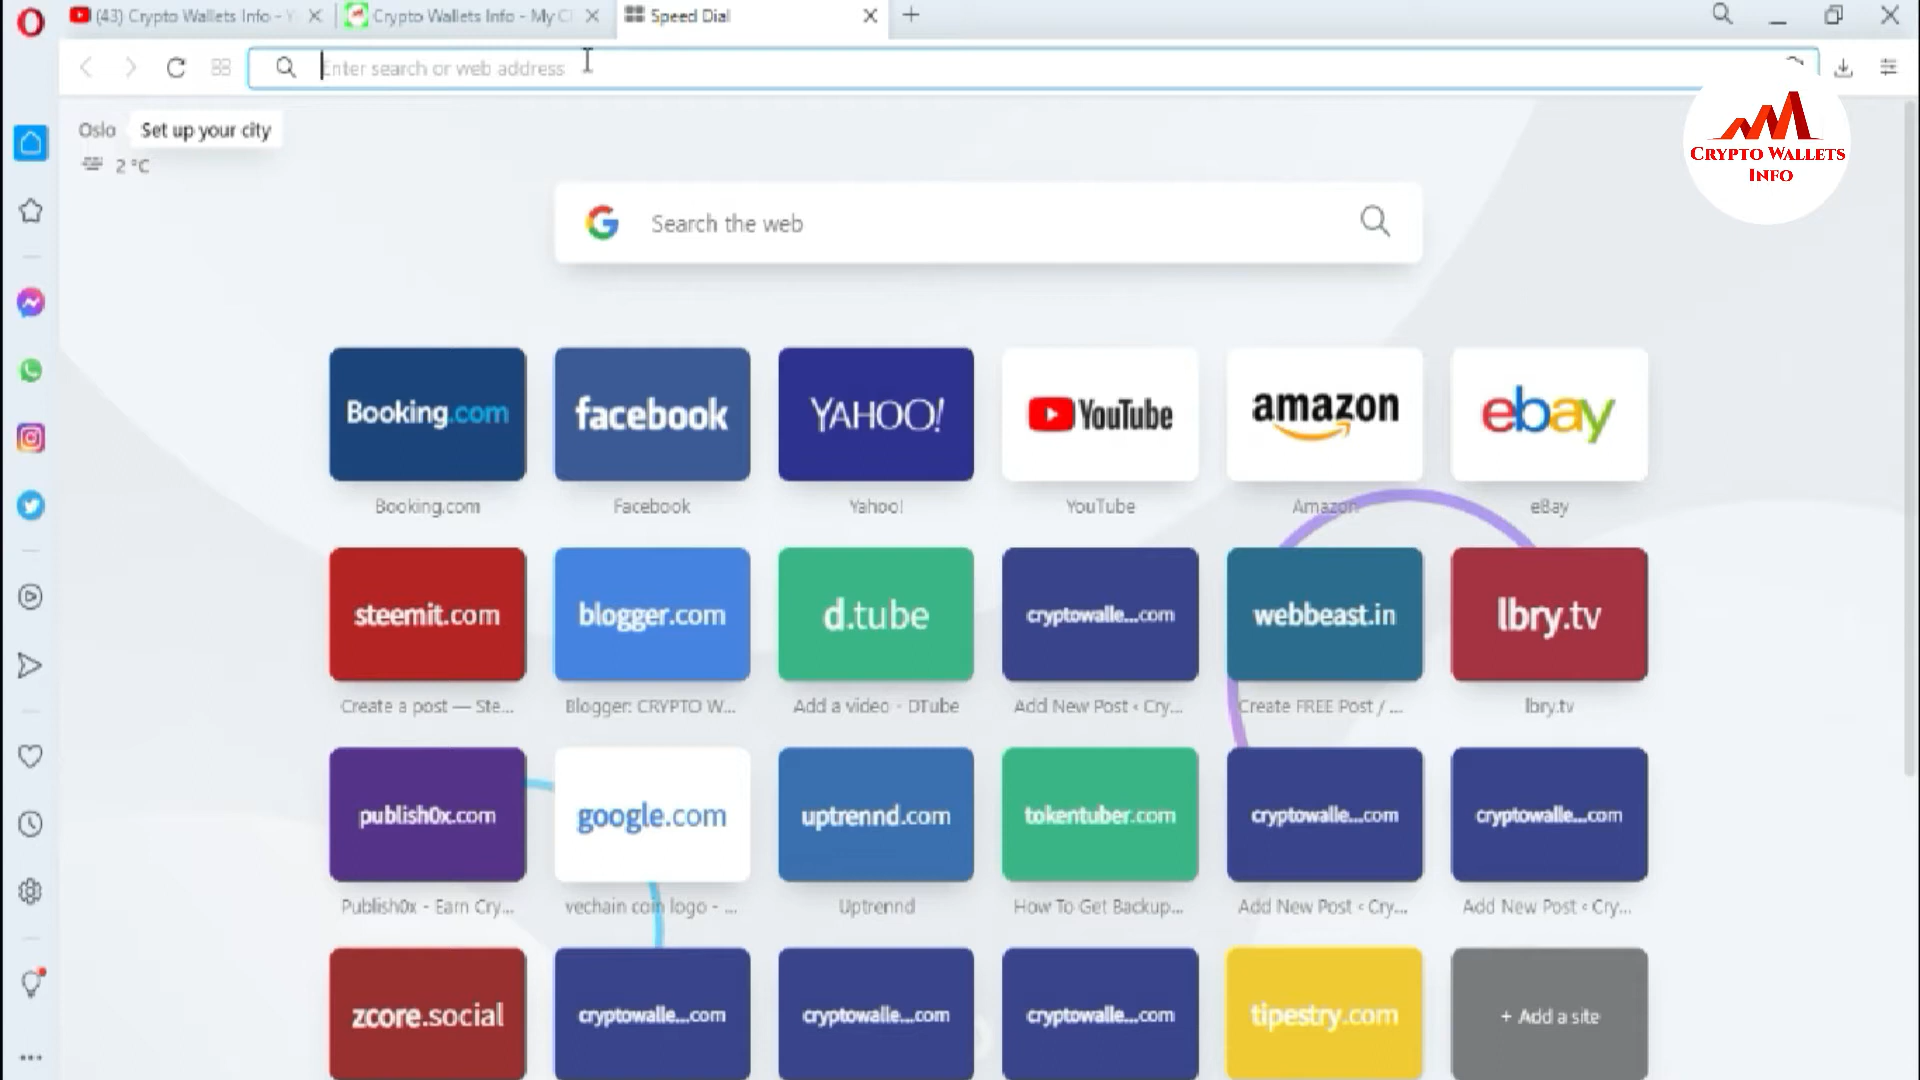 (43) Crypto Wallets Info - Y
Crypto Wallets Info - My C
Speed Dial
Enter search or web address
Oslo
Set up your city
2 °C
CRYPTO WALLETS
INFO
Search the web
Booking.com
facebook
YAHOO!
YouTube
amazon
ebay
Booking.com
Facebook
Yahoo!
YouTube
Amazon
eBay
steemit.com
blogger.com
d.tube
cryptowalle...com
webbeast.in
lbry.tv
Create a post — Ste...
Blogger: CRYPTO W...
Add a video - DTube
Add New Post ‹ Cry...
Create FREE Post / ...
lbry.tv
publish0x.com
google.com
uptrennd.com
tokentuber.com
cryptowalle...com
cryptowalle...com
Publish0x - Earn Cry...
vechain coin logo - ...
Uptrennd
How To Get Backup...
Add New Post ‹ Cry...
Add New Post ‹ Cry...
zcore.social
cryptowalle...com
cryptowalle...com
cryptowalle...com
tipestry.com
+ Add a site